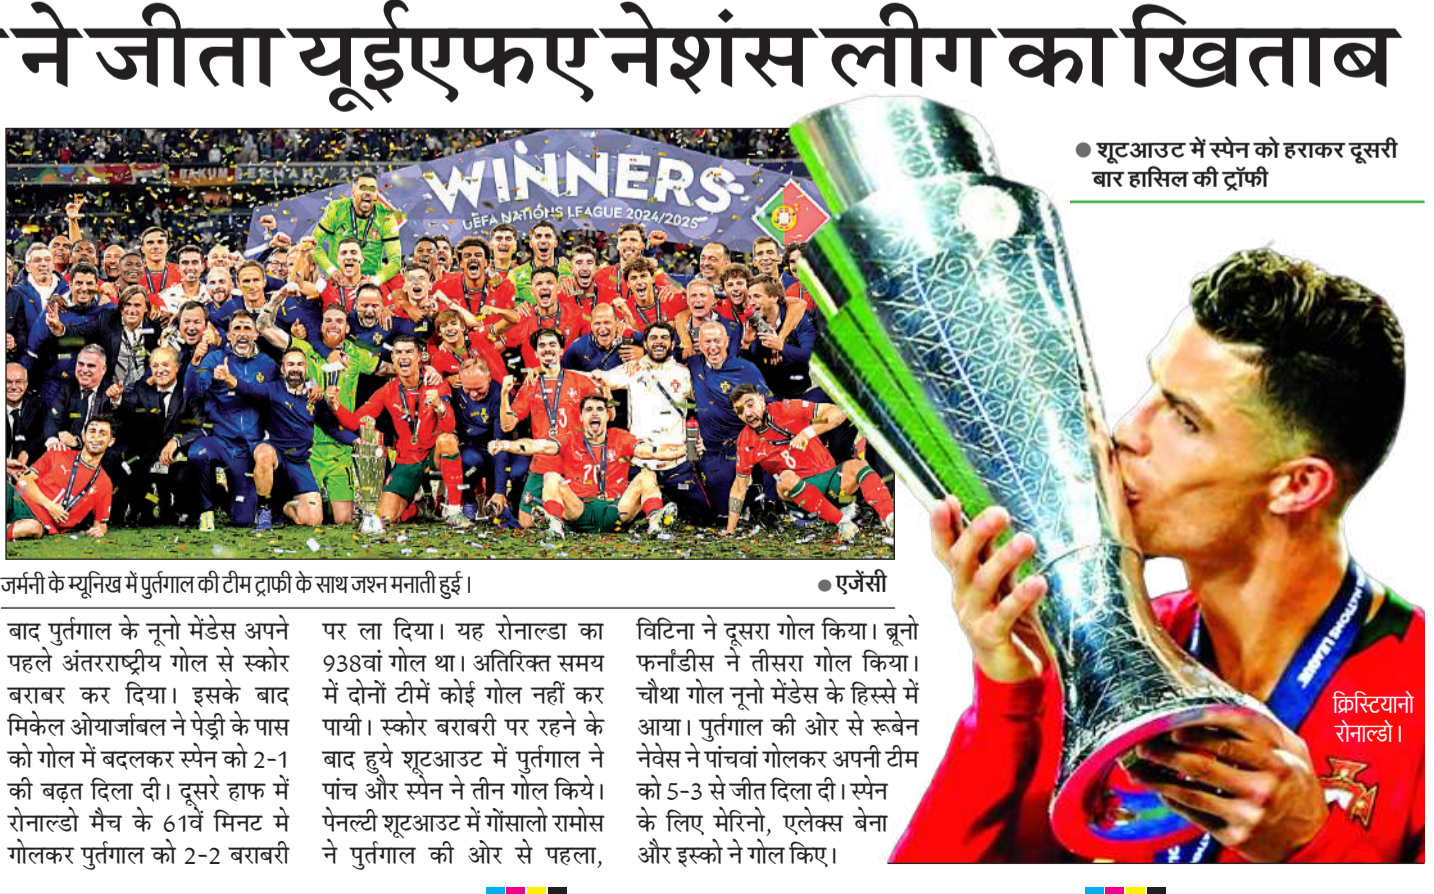 ने जीता यूईएफए नेशंस लीग का खिताब
● शूटआउट में स्पेन को हराकर दूसरी
बार हासिल की ट्रॉफी
WINNERS
UEFA NATIONS LEAGUE 2024/2025
जर्मनी के म्यूनिख में पुर्तगाल की टीम ट्राफी के साथ जश्न मनाती हुई।
● एजेंसी
बाद पुर्तगाल के नूनो मेंडेस अपने
पहले अंतरराष्ट्रीय गोल से स्कोर
बराबर कर दिया। इसके बाद
मिकेल ओयार्जाबल ने पेड्री के पास
को गोल में बदलकर स्पेन को 2-1
की बढ़त दिला दी। दूसरे हाफ में
रोनाल्डो मैच के 61वें मिनट मे
गोलकर पुर्तगाल को 2-2 बराबरी
पर ला दिया। यह रोनाल्डा का
938वां गोल था। अतिरिक्त समय
में दोनों टीमें कोई गोल नहीं कर
पायी। स्कोर बराबरी पर रहने के
बाद हुये शूटआउट में पुर्तगाल ने
पांच और स्पेन ने तीन गोल किये।
पेनल्टी शूटआउट में गोंसालो रामोस
ने पुर्तगाल की ओर से पहला,
विटिना ने दूसरा गोल किया। ब्रूनो
फर्नांडीस ने तीसरा गोल किया।
चौथा गोल नूनो मेंडेस के हिस्से में
आया। पुर्तगाल की ओर से रूबेन
नेवेस ने पांचवां गोलकर अपनी टीम
को 5-3 से जीत दिला दी। स्पेन
के लिए मेरिनो, एलेक्स बेना
और इस्को ने गोल किए।
क्रिस्टियानो
रोनाल्डो।